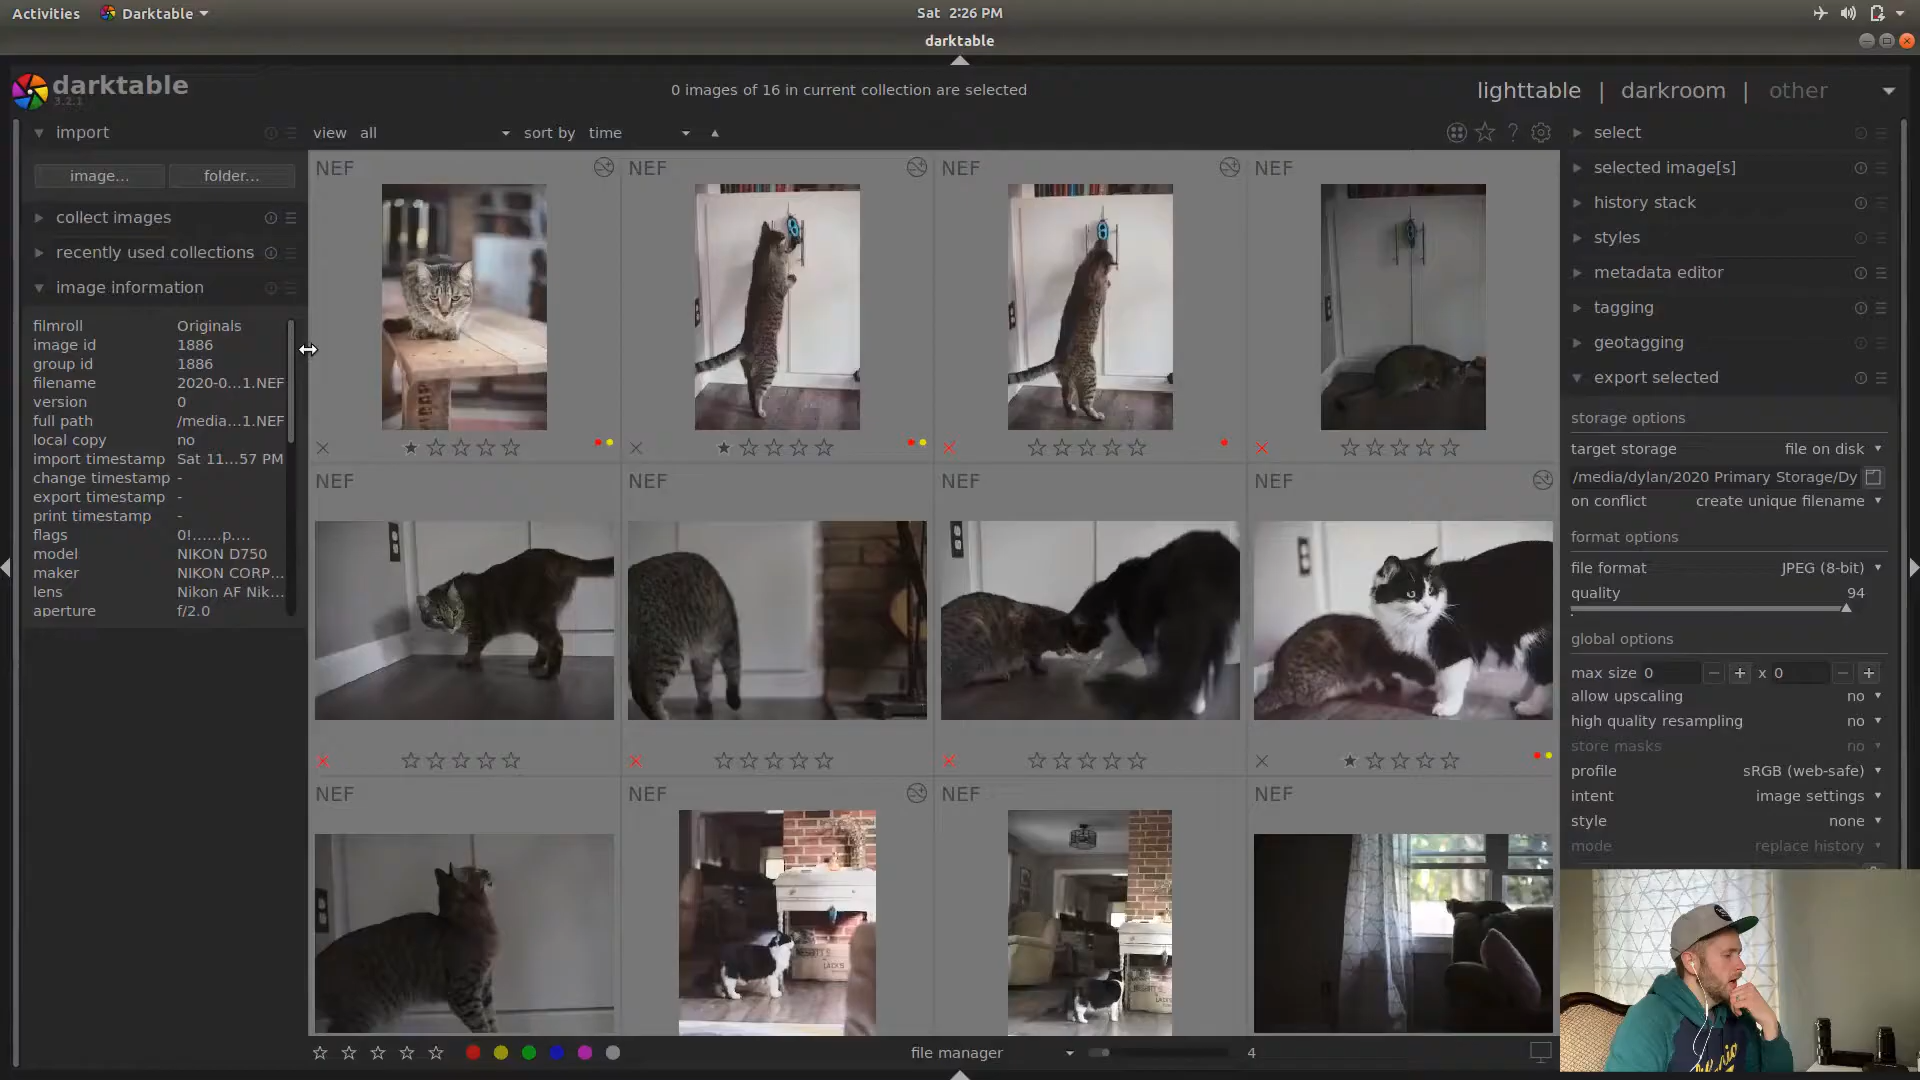 Activities Darktable Sat 2:26 PM
darktable
darktable
3.2.1
0 images of 16 in current collection are selected
lighttable | darkroom | other
import
view all sort by time ?
image... folder...
collect images
recently used collections
image information
filmroll Originals
image id 1886
group id 1886
filename 2020-0...1.NEF
version 0
full path /media...1.NEF
local copy no
import timestamp Sat 11...57 PM
change timestamp -
export timestamp -
print timestamp -
flags 0!......p....
model NIKON D750
maker NIKON CORP...
lens Nikon AF Nik...
aperture f/2.0
NEF NEF NEF NEF
NEF NEF NEF NEF
NEF NEF NEF NEF
select
selected image[s]
history stack
styles
metadata editor
tagging
geotagging
export selected
storage options
target storage file on disk
/media/dylan/2020 Primary Storage/Dy
on conflict create unique filename
format options
file format JPEG (8-bit)
quality 94
global options
max size 0 − + x 0 − +
allow upscaling no
high quality resampling no
store masks no
profile sRGB (web-safe)
intent image settings
style none
mode replace history
file manager 4